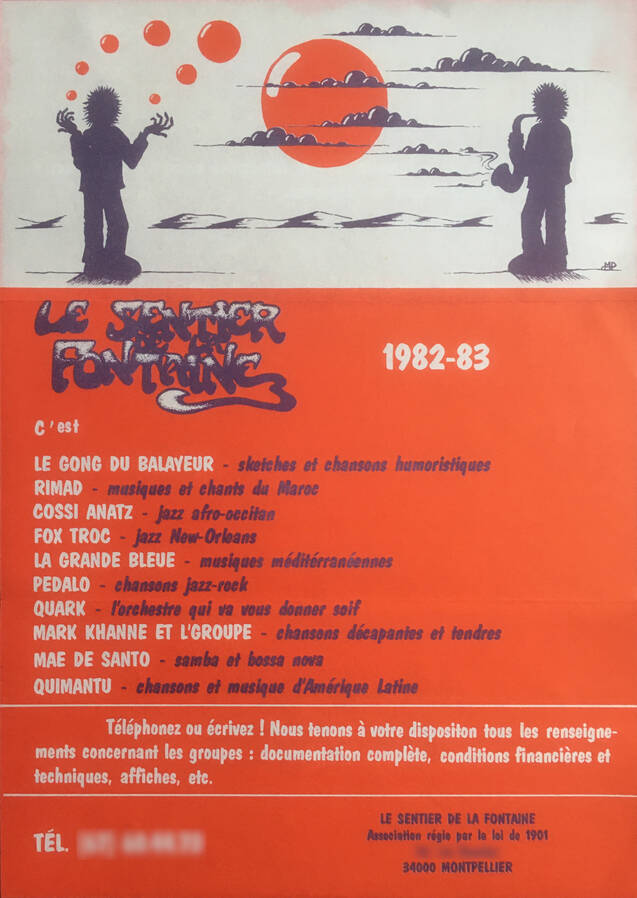 MP
LE SENTIER
DE LA
FONTAINE
1982-83
C'est
LE GONG DU BALAYEUR - sketches et chansons humoristiques
RIMAD - musiques et chants du Maroc
COSSI ANATZ - jazz afro-occitan
FOX TROC - jazz New-Orleans
LA GRANDE BLEUE - musiques méditérranéennes
PEDALO - chansons jazz-rock
QUARK - l'orchestre qui va vous donner soif
MARK KHANNE ET L'GROUPE - chansons décapantes et tendres
MAE DE SANTO - samba et bossa nova
QUIMANTU - chansons et musique d'Amérique Latine
Téléphonez ou écrivez ! Nous tenons à votre dispositon tous les renseigne-
ments concernant les groupes : documentation complète, conditions financières et
techniques, affiches, etc.
TÉL.
LE SENTIER DE LA FONTAINE
Association régie par la loi de 1901
34000 MONTPELLIER